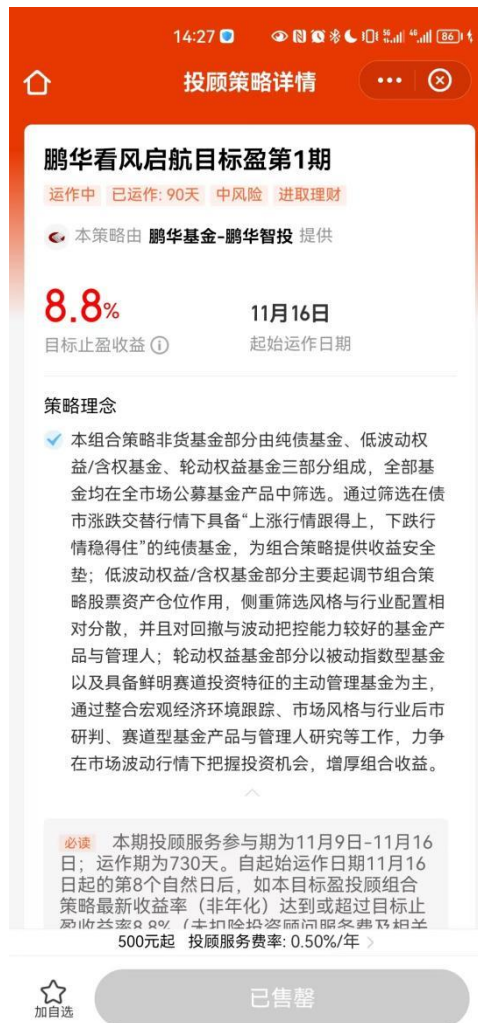 14:27 86
投顾策略详情
鹏华看风启航目标盈第1期
运作中 已运作: 90天 中风险 进取理财
本策略由 鹏华基金-鹏华智投 提供
8.8% 11月16日
目标止盈收益 起始运作日期
策略理念
本组合策略非货基金部分由纯债基金、低波动权
益/含权基金、轮动权益基金三部分组成，全部基
金均在全市场公募基金产品中筛选。通过筛选在债
市涨跌交替行情下具备“上涨行情跟得上，下跌行
情稳得住”的纯债基金，为组合策略提供收益安全
垫；低波动权益/含权基金部分主要起调节组合策
略股票资产仓位作用，侧重筛选风格与行业配置相
对分散，并且对回撤与波动把控能力较好的基金产
品与管理人；轮动权益基金部分以被动指数型基金
以及具备鲜明赛道投资特征的主动管理基金为主，
通过整合宏观经济环境跟踪、市场风格与行业后市
研判、赛道型基金产品与管理人研究等工作，力争
在市场波动行情下把握投资机会，增厚组合收益。
必读 本期投顾服务参与期为11月9日-11月16
日；运作期为730天。自起始运作日期11月16
日起的第8个自然日后，如本目标盈投顾组合
策略最新收益率（非年化）达到或超过目标止
盈收益率8.8%（未扣除投资顾问服务费及相关
500元起 投顾服务费率: 0.50%/年
加自选 已售罄